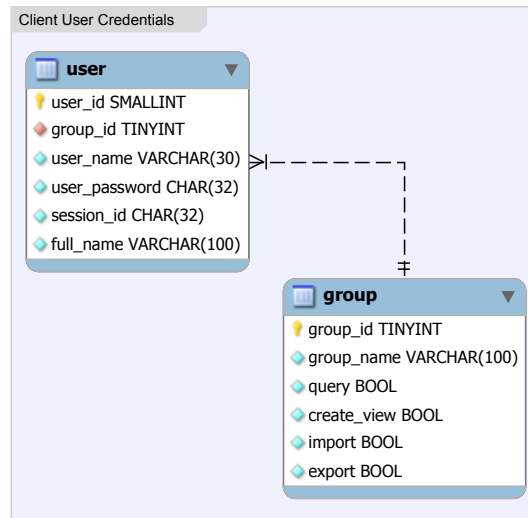 Client User Credentials
user
user_id SMALLINT
group_id TINYINT
user_name VARCHAR(30)
user_password CHAR(32)
session_id CHAR(32)
full_name VARCHAR(100)
group
group_id TINYINT
group_name VARCHAR(100)
query BOOL
create_view BOOL
import BOOL
export BOOL